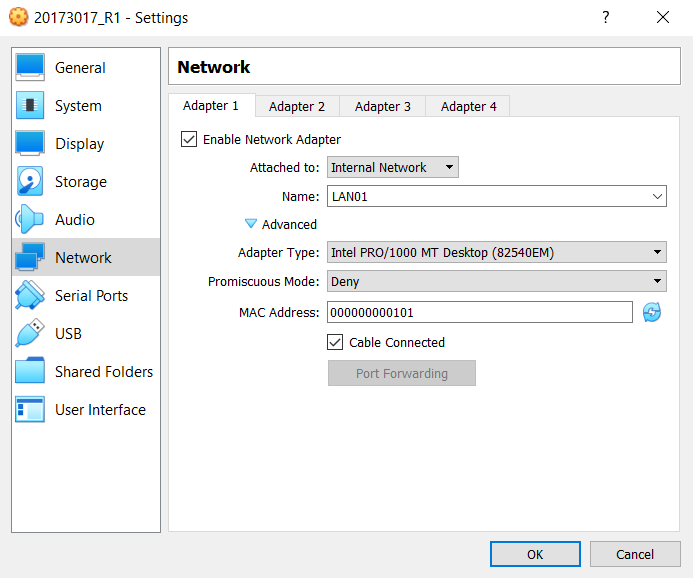 20173017_R1 - Settings
?
General
System
Display
Storage
Audio
Network
Serial Ports
USB
Shared Folders
User Interface
Network
Adapter 1 Adapter 2 Adapter 3 Adapter 4
Enable Network Adapter
Attached to: Internal Network
Name: LAN01
Advanced
Adapter Type: Intel PRO/1000 MT Desktop (82540EM)
Promiscuous Mode: Deny
MAC Address: 000000000101
Cable Connected
Port Forwarding
OK Cancel